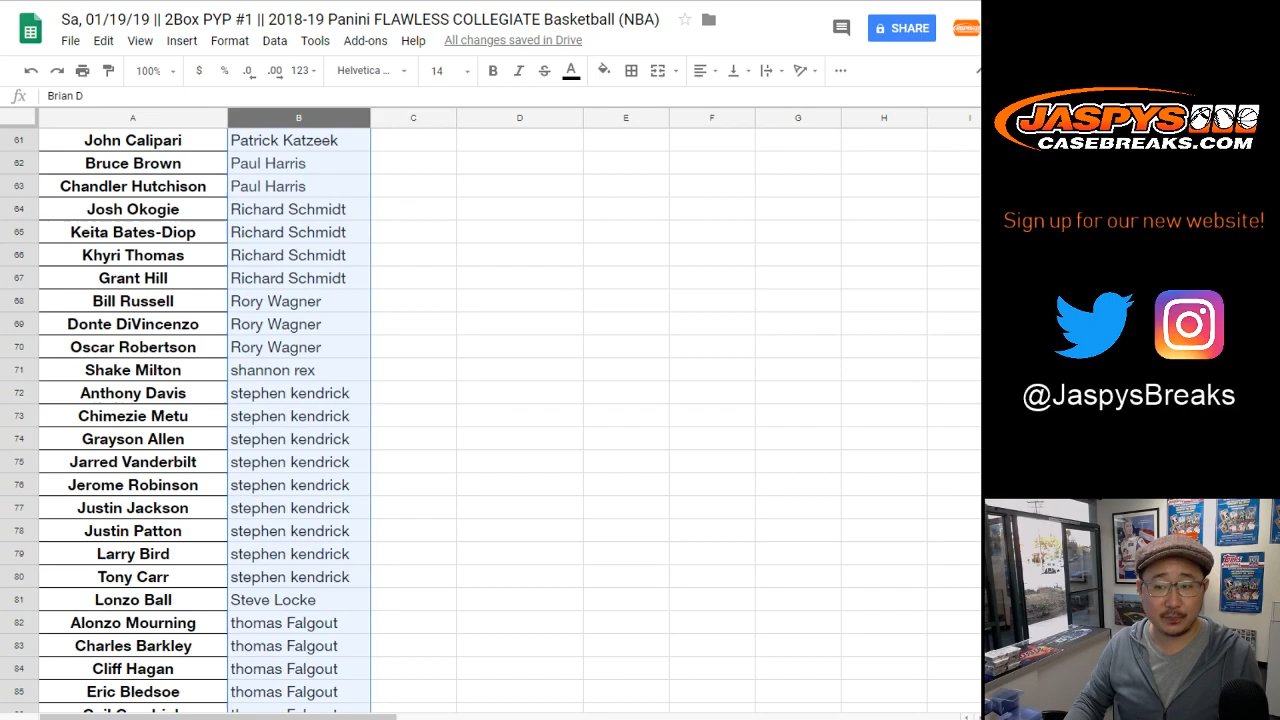 Sa, 01/19/19 || 2Box PYP #1 || 2018-19 Panini FLAWLESS COLLEGIATE Basketball (NBA)
File Edit View Insert Format Data Tools Add-ons Help All changes saved in Drive
SHARE
100% $ % .0 .00 123 Helvetica ... 14 B I S A
fx Brian D
A B C D E F G H I
61 John Calipari Patrick Katzeek
62 Bruce Brown Paul Harris
63 Chandler Hutchison Paul Harris
64 Josh Okogie Richard Schmidt
65 Keita Bates-Diop Richard Schmidt
66 Khyri Thomas Richard Schmidt
67 Grant Hill Richard Schmidt
68 Bill Russell Rory Wagner
69 Donte DiVincenzo Rory Wagner
70 Oscar Robertson Rory Wagner
71 Shake Milton shannon rex
72 Anthony Davis stephen kendrick
73 Chimezie Metu stephen kendrick
74 Grayson Allen stephen kendrick
75 Jarred Vanderbilt stephen kendrick
76 Jerome Robinson stephen kendrick
77 Justin Jackson stephen kendrick
78 Justin Patton stephen kendrick
79 Larry Bird stephen kendrick
80 Tony Carr stephen kendrick
81 Lonzo Ball Steve Locke
82 Alonzo Mourning thomas Falgout
83 Charles Barkley thomas Falgout
84 Cliff Hagan thomas Falgout
85 Eric Bledsoe thomas Falgout
JASPYS
CASEBREAKS.COM
Sign up for our new website!
@JaspysBreaks